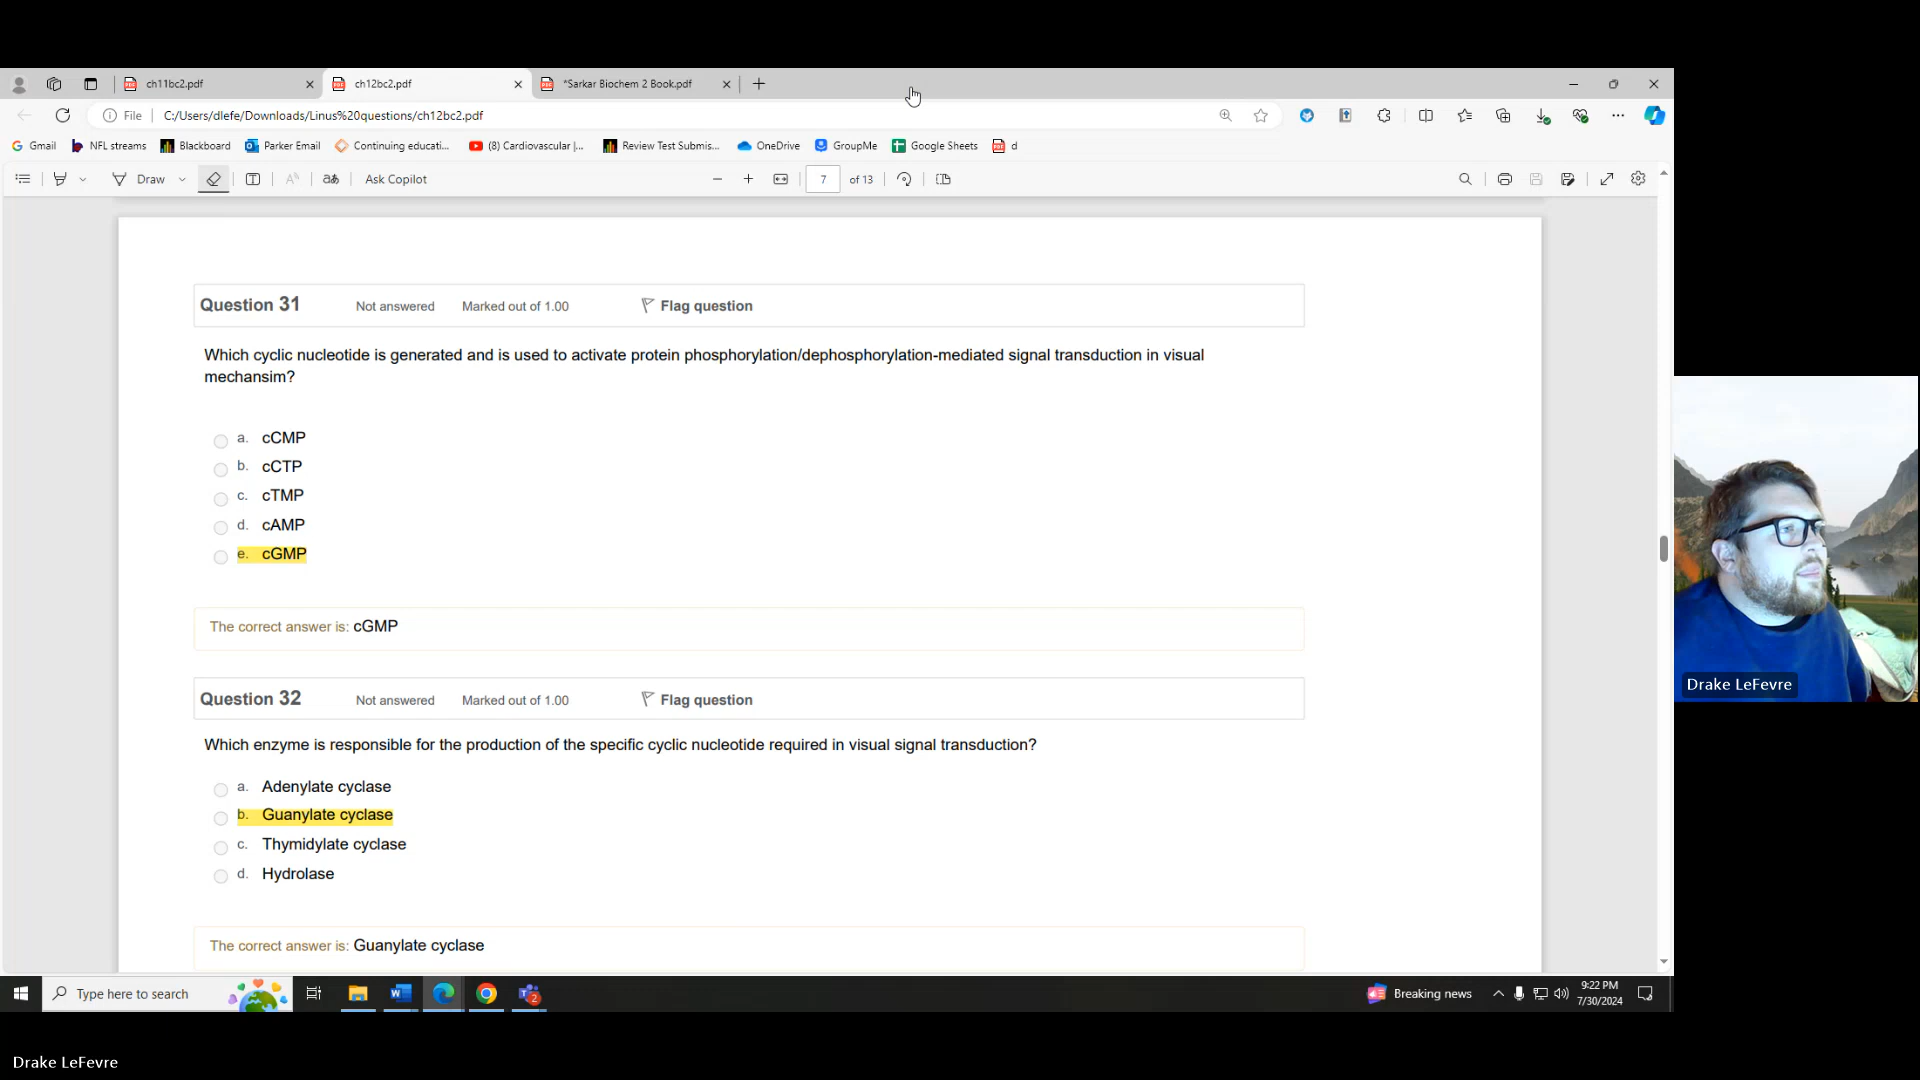 ch11bc2.pdf
ch12bc2.pdf
*Sarkar Biochem 2 Book.pdf
File
C:/Users/dlefe/Downloads/Linus%20questions/ch12bc2.pdf
Gmail
NFL streams
Blackboard
Parker Email
Continuing educati...
(8) Cardiovascular |...
Review Test Submis...
OneDrive
GroupMe
Google Sheets
d
Draw
Ask Copilot
7
of 13
Question 31
Not answered
Marked out of 1.00
Flag question
Which cyclic nucleotide is generated and is used to activate protein phosphorylation/dephosphorylation-mediated signal transduction in visual
mechansim?
a. cCMP
b. cCTP
c. cTMP
d. cAMP
e. cGMP
The correct answer is: cGMP
Question 32
Not answered
Marked out of 1.00
Flag question
Which enzyme is responsible for the production of the specific cyclic nucleotide required in visual signal transduction?
a. Adenylate cyclase
b. Guanylate cyclase
c. Thymidylate cyclase
d. Hydrolase
The correct answer is: Guanylate cyclase
Drake LeFevre
Type here to search
2
Breaking news
9:22 PM
7/30/2024
Drake LeFevre